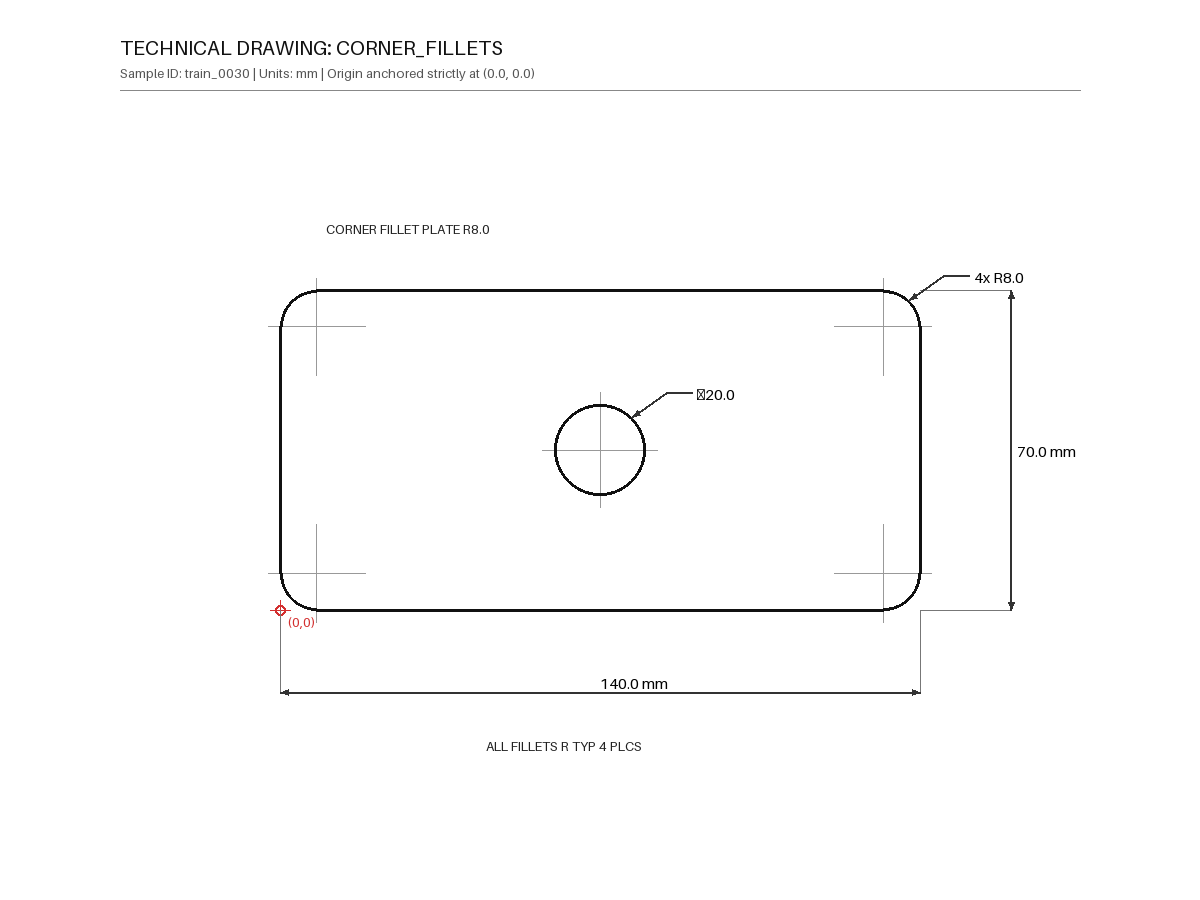 TECHNICAL DRAWING: CORNER_FILLETS
Sample ID: train_0030 | Units: mm | Origin anchored strictly at (0.0, 0.0)
CORNER FILLET PLATE R8.0
4x R8.0
20.0
70.0 mm
(0,0)
140.0 mm
ALL FILLETS R TYP 4 PLCS